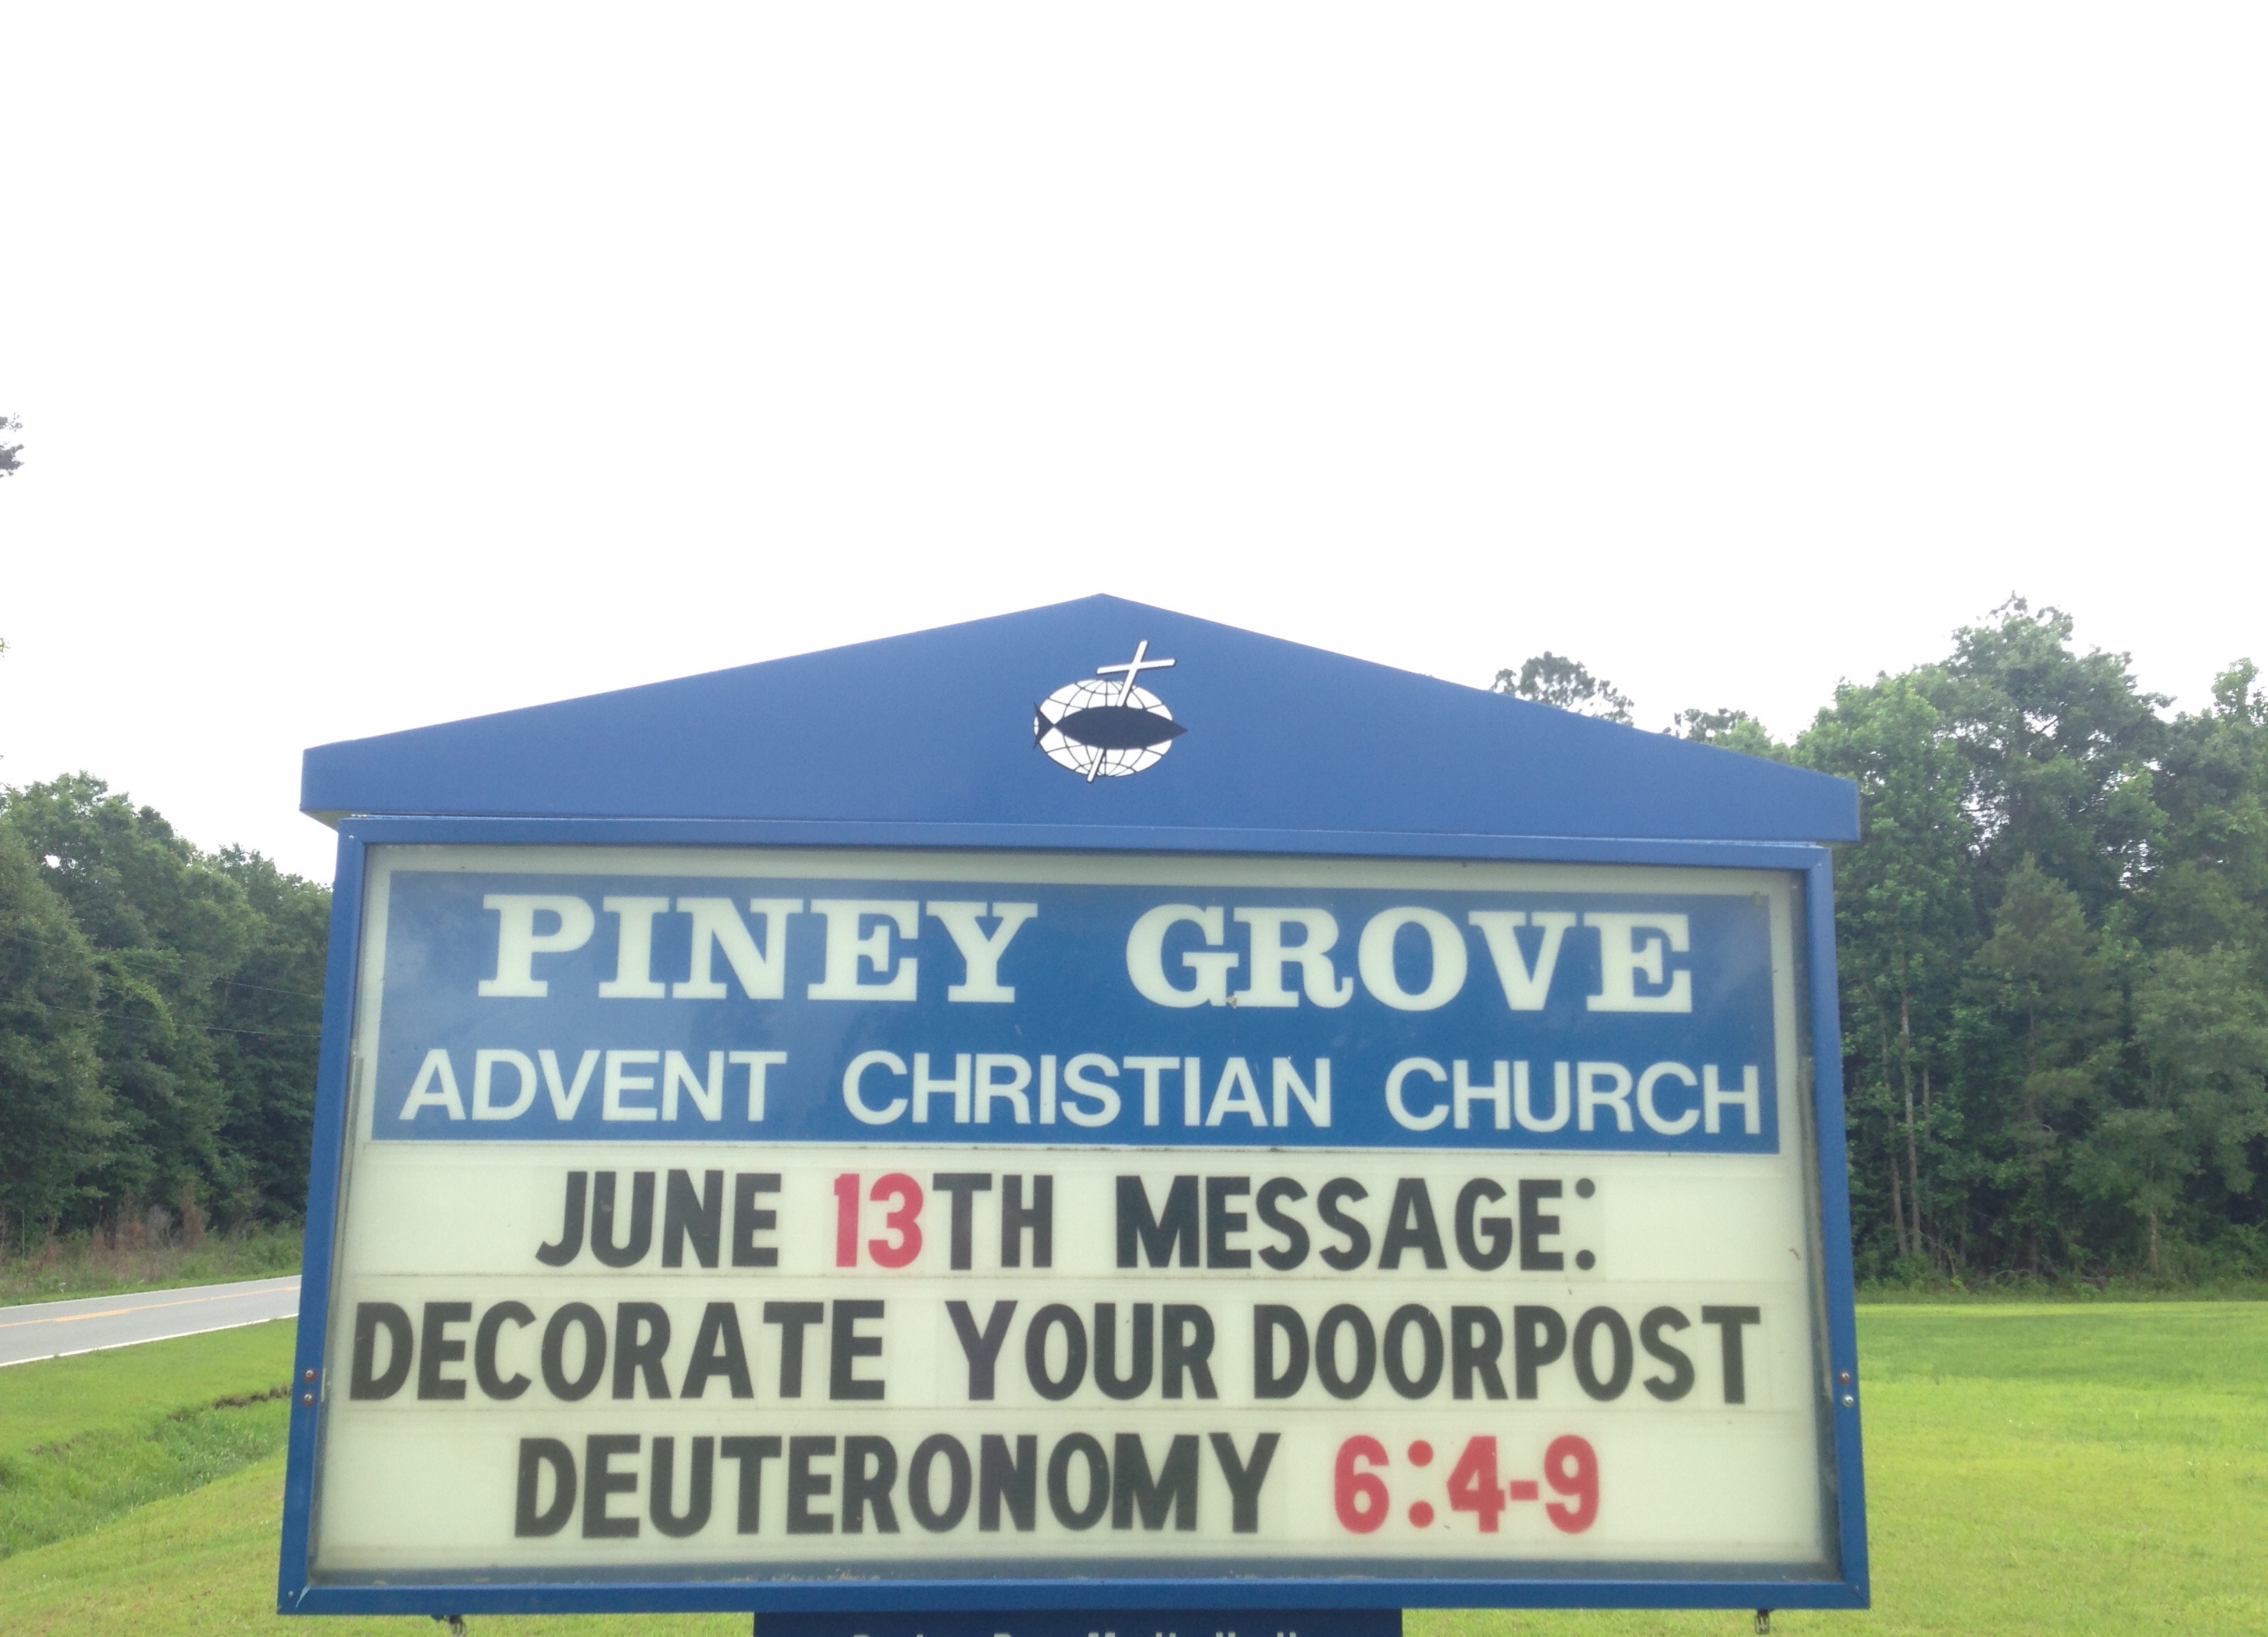 PINEY GROVE
ADVENT CHRISTIAN CHURCH
JUNE 13TH MESSAGE:
DECORATE YOUR DOORPOST
DEUTERONOMY 6:4-9